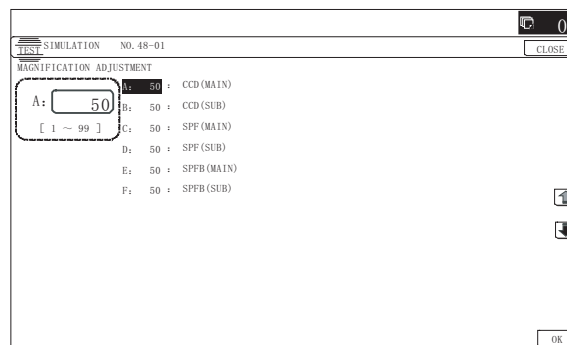 0
TEST SIMULATION NO.48-01
CLOSE
MAGNIFICATION ADJUSTMENT
A: 50
[ 1 ~ 99 ]
A: 50 : CCD(MAIN)
B: 50 : CCD(SUB)
C: 50 : SPF(MAIN)
D: 50 : SPF(SUB)
E: 50 : SPFB(MAIN)
F: 50 : SPFB(SUB)
OK